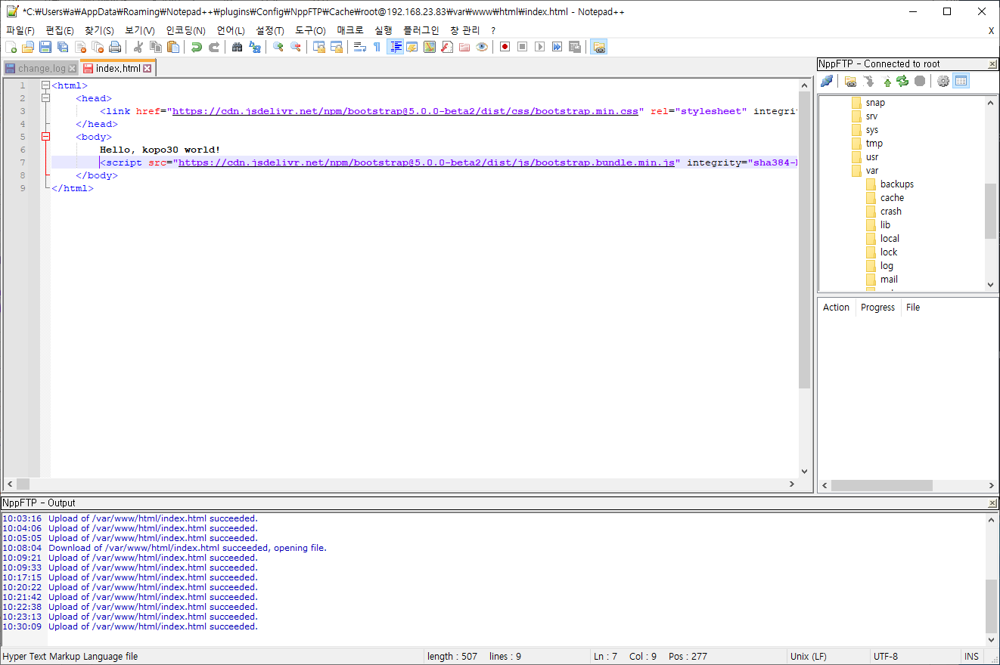 *C:￦Users￦a￦AppData￦Roaming￦Notepad++￦plugins￦Config￦NppFTP￦Cache￦root@192.168.23.83￦var￦www￦html￦index.html - Notepad++
파일(F) 편집(E) 찾기(S) 보기(V) 인코딩(N) 언어(L) 설정(T) 도구(O) 매크로 실행 플러그인 창 관리 ? X
change.log index.html
1 <html>
2 <head>
3 <link href="https://cdn.jsdelivr.net/npm/bootstrap@5.0.0-beta2/dist/css/bootstrap.min.css" rel="stylesheet" integri
4 </head>
5 <body>
6 Hello, kopo30 world!
7 <script src="https://cdn.jsdelivr.net/npm/bootstrap@5.0.0-beta2/dist/js/bootstrap.bundle.min.js" integrity="sha384-
8 </body>
9 </html>
NppFTP - Connected to root
snap
srv
sys
tmp
usr
var
backups
cache
crash
lib
local
lock
log
mail
Action Progress File
NppFTP - Output
10:03:16 Upload of /var/www/html/index.html succeeded.
10:04:06 Upload of /var/www/html/index.html succeeded.
10:05:05 Upload of /var/www/html/index.html succeeded.
10:08:04 Download of /var/www/html/index.html succeeded, opening file.
10:09:21 Upload of /var/www/html/index.html succeeded.
10:09:33 Upload of /var/www/html/index.html succeeded.
10:17:15 Upload of /var/www/html/index.html succeeded.
10:20:22 Upload of /var/www/html/index.html succeeded.
10:21:42 Upload of /var/www/html/index.html succeeded.
10:22:38 Upload of /var/www/html/index.html succeeded.
10:23:13 Upload of /var/www/html/index.html succeeded.
10:30:09 Upload of /var/www/html/index.html succeeded.
Hyper Text Markup Language file length : 507 lines : 9 Ln : 7 Col : 9 Pos : 277 Unix (LF) UTF-8 INS